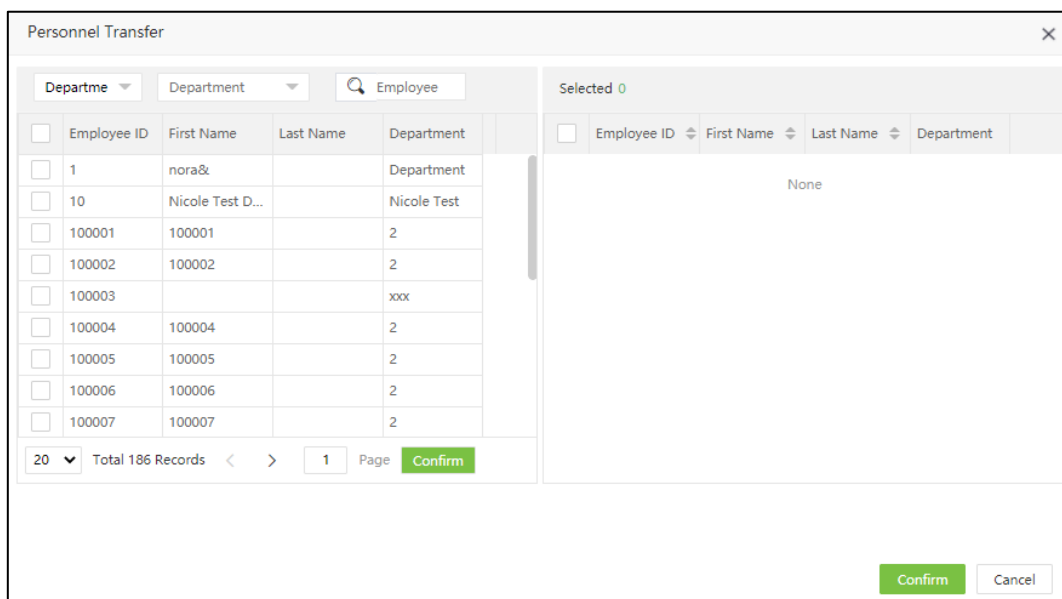 Personnel Transfer
Departme Department Employee
Selected 0
Employee ID First Name Last Name Department
Employee ID First Name Last Name Department
1 nora& Department
None
10 Nicole Test D... Nicole Test
100001 100001 2
100002 100002 2
100003 xxx
100004 100004 2
100005 100005 2
100006 100006 2
100007 100007 2
20 Total 186 Records < > 1 Page Confirm
Confirm Cancel